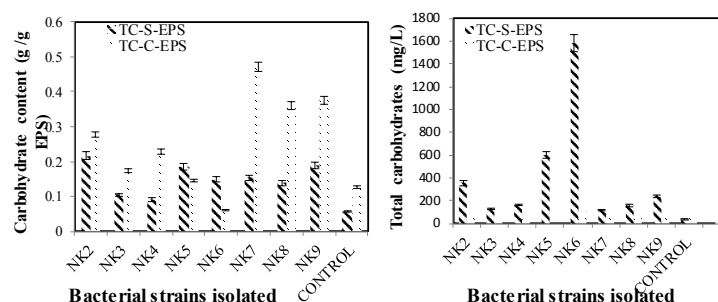 Carbohydrate content (g /g
EPS)
0.6
0.5
0.4
0.3
0.2
0.1
0
TC-S-EPS
TC-C-EPS
NK2
NK3
NK4
NK5
NK6
NK7
NK8
NK9
CONTROL
Bacterial strains isolated
Total carbohydrates (mg/L)
1800
1600
1400
1200
1000
800
600
400
200
0
TC-S-EPS
TC-C-EPS
NK2
NK3
NK4
NK5
NK6
NK7
NK8
NK9
CONTROL
Bacterial strains isolated